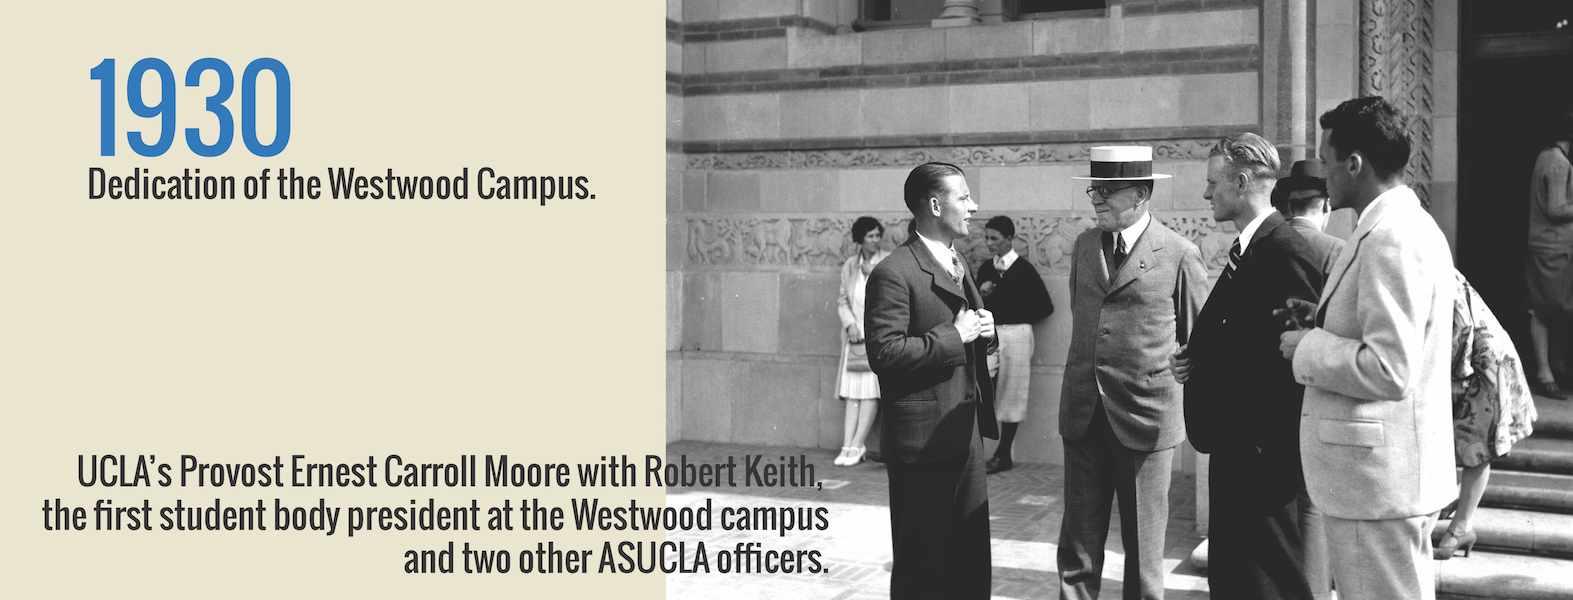 1930
Dedication of the Westwood Campus.
UCLA’s Provost Ernest Carroll Moore with Robert Keith,
the first student body president at the Westwood campus
and two other ASUCLA officers.